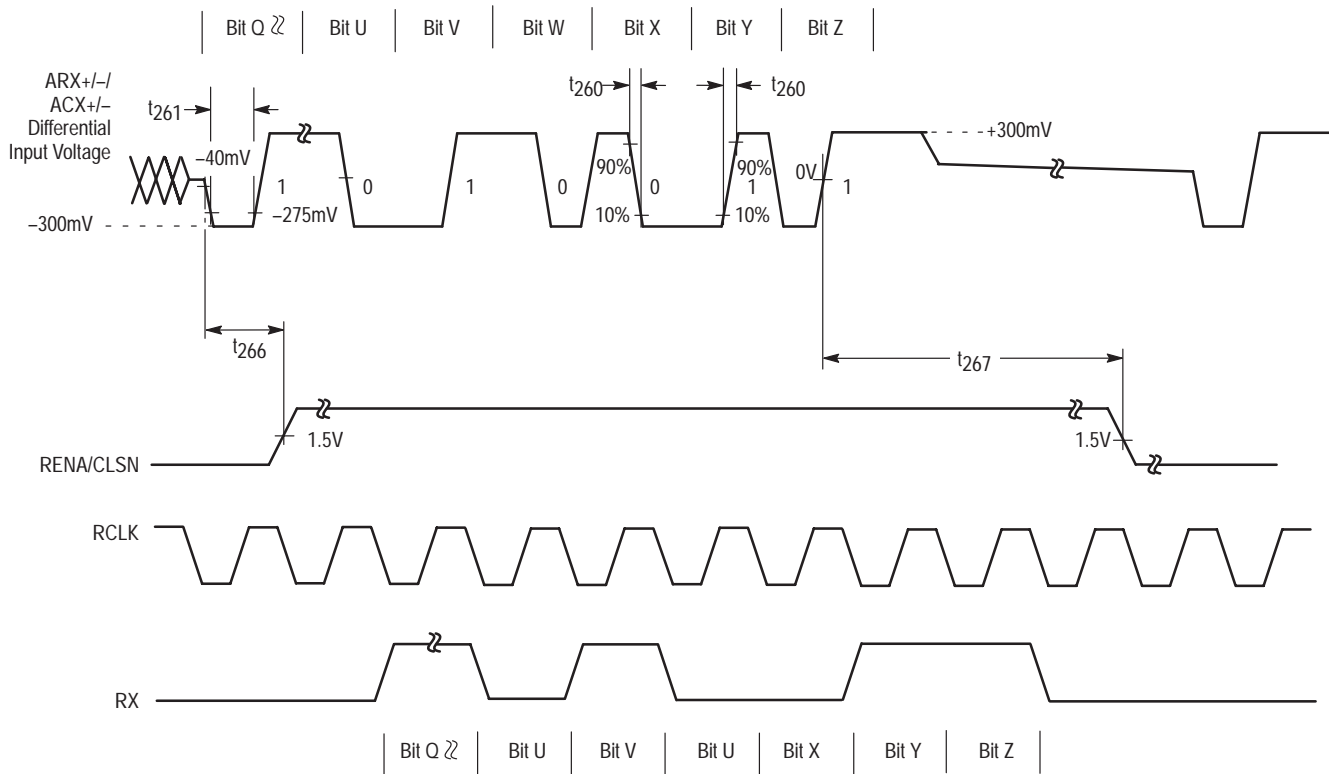 Bit Q Bit U Bit V Bit W Bit X Bit Y Bit Z
ARX+/–/
ACX+/–
Differential
Input Voltage
t261
t260
t260
+300mV
–40mV
90%
90%
0V
1
0
1
0
0
1
1
–275mV
10%
10%
–300mV
t266
t267
1.5V
1.5V
RENA/CLSN
RCLK
RX
Bit Q Bit U Bit V Bit U Bit X Bit Y Bit Z